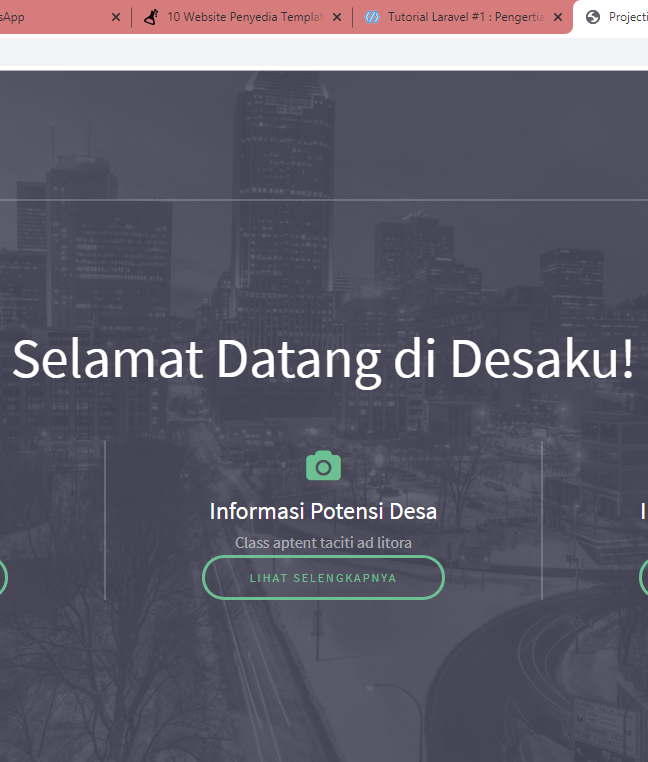 sApp
10 Website Penyedia Templat
Tutorial Laravel #1 : Pengertia
Projecti
Selamat Datang di Desaku!
Informasi Potensi Desa
Class aptent taciti ad litora
LIHAT SELENGKAPNYA
I